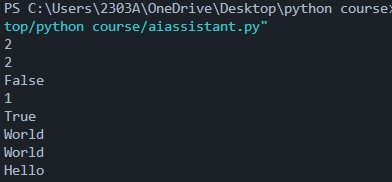 PS C:\Users\2303A\OneDrive\Desktop\python course>
top/python course/aiassistant.py"
2
2
False
1
True
World
World
Hello